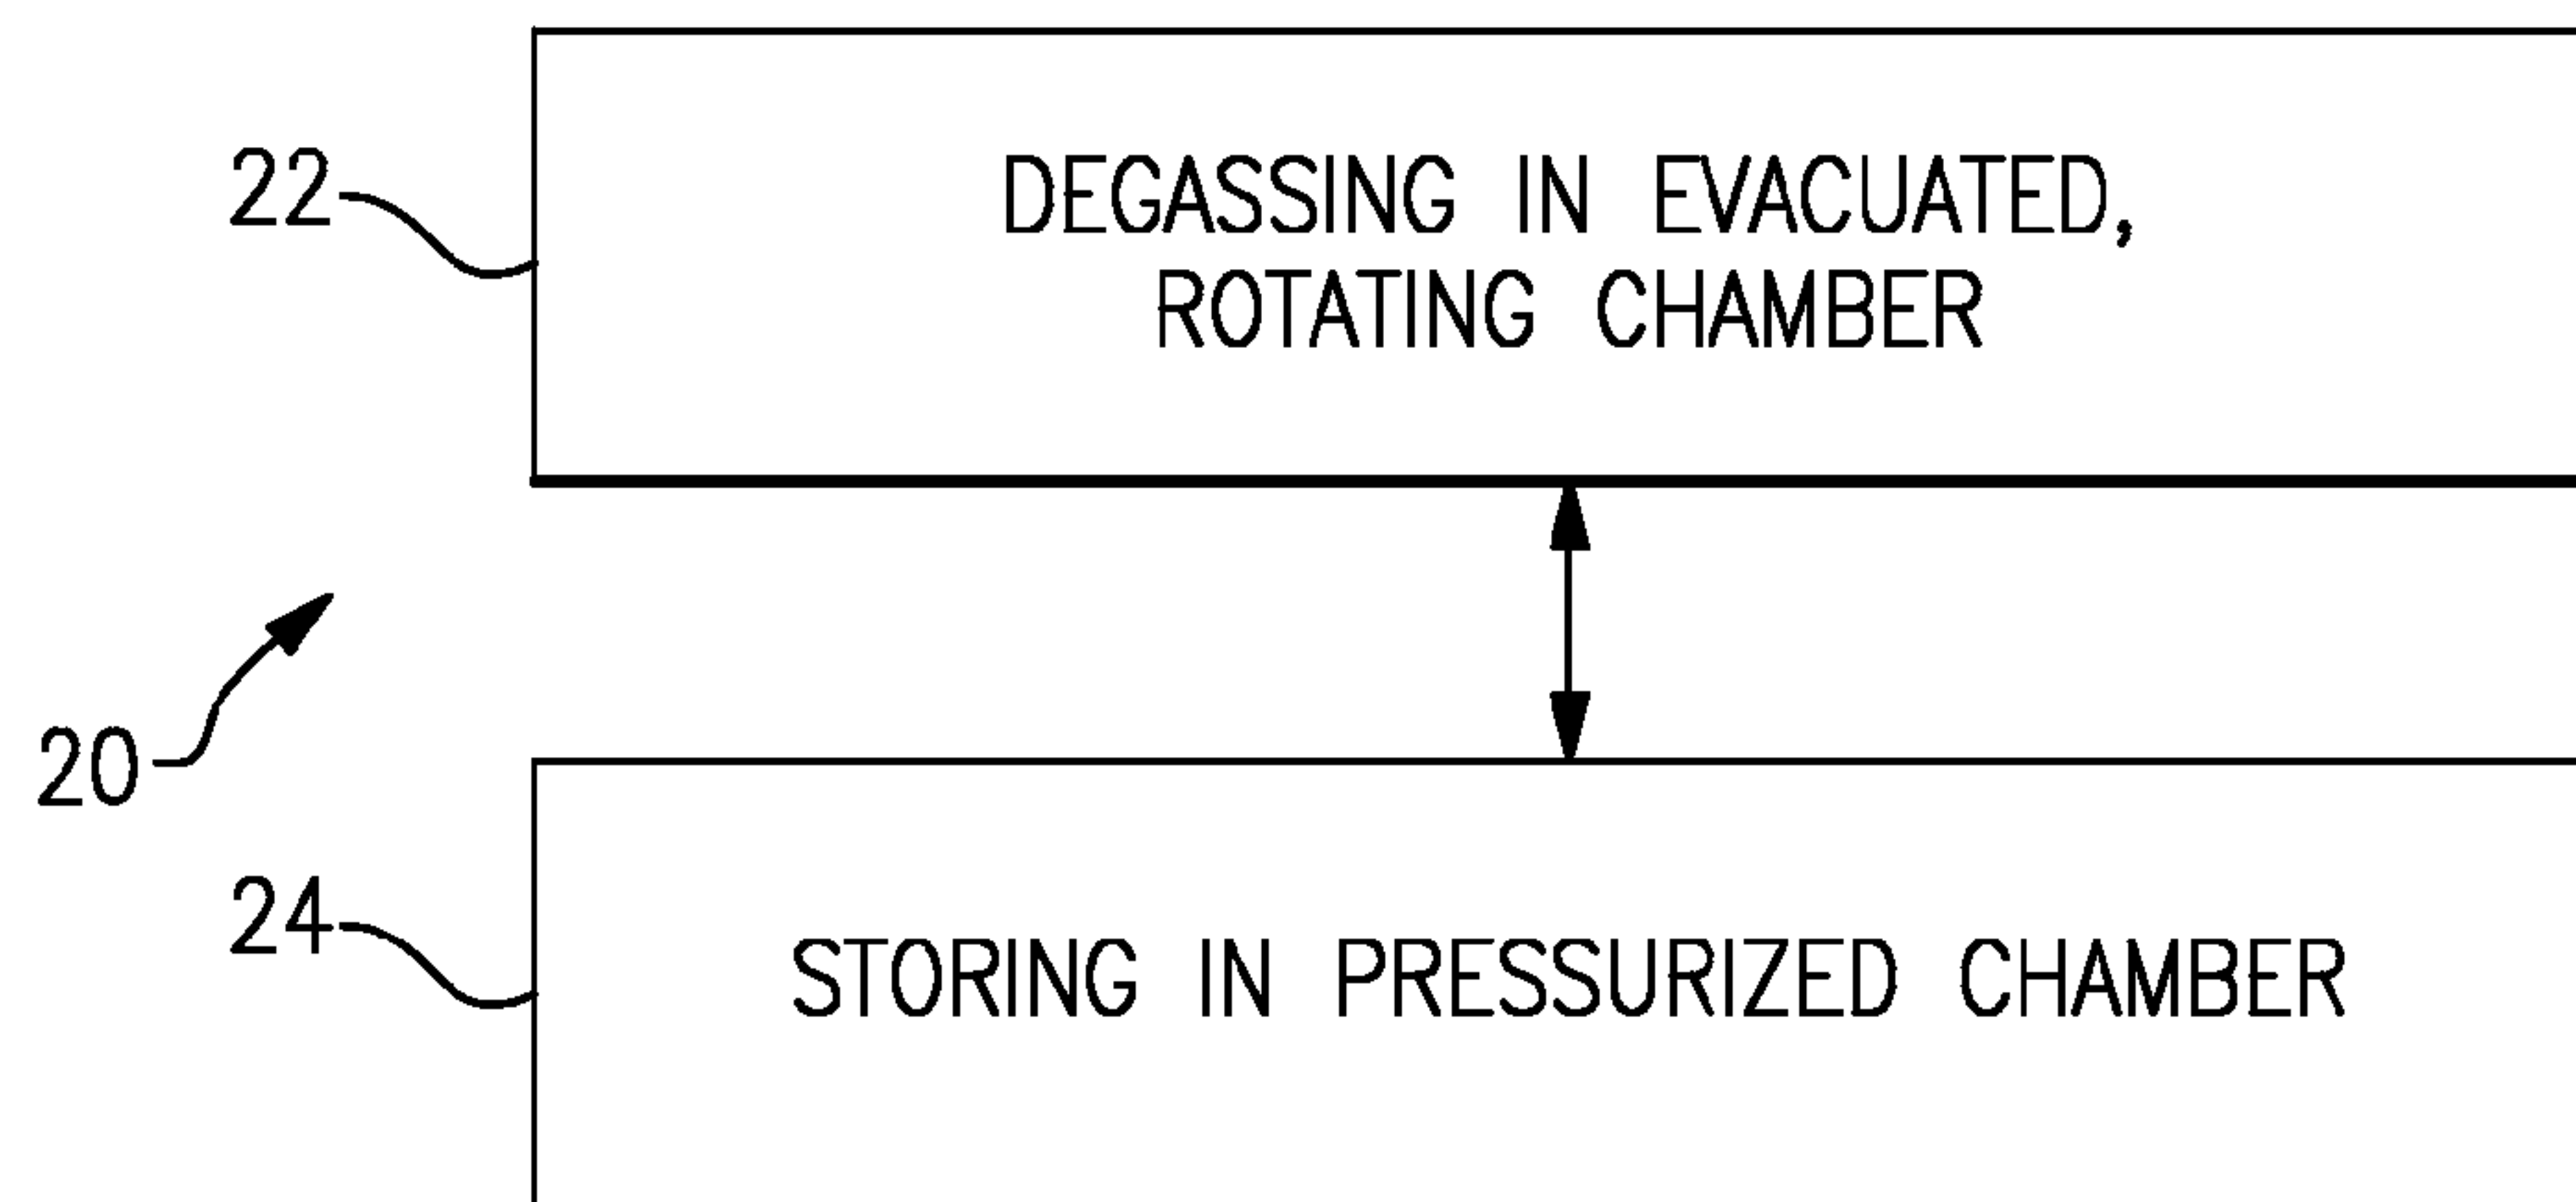 22
DEGASSING IN EVACUATED,
ROTATING CHAMBER
20
24
STORING IN PRESSURIZED CHAMBER